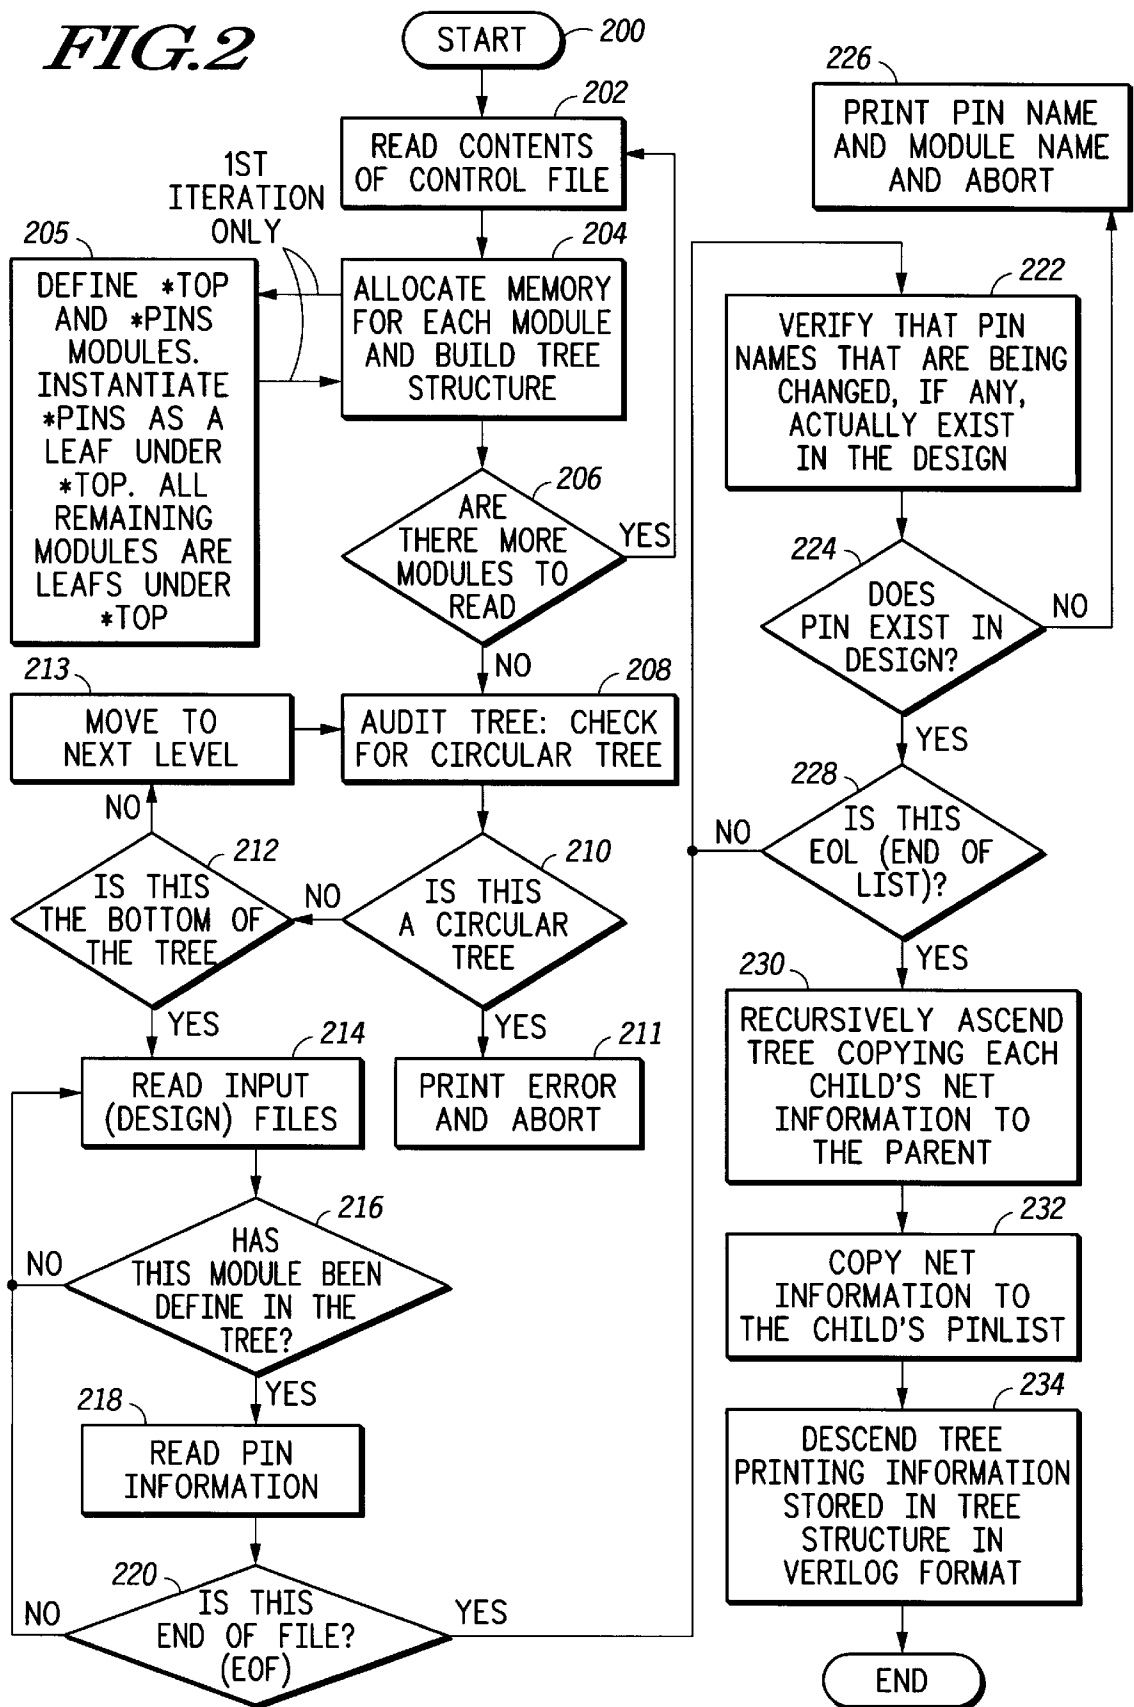 FIG.2
START
200
202
READ CONTENTS
OF CONTROL FILE
1ST
ITERATION
ONLY
204
ALLOCATE MEMORY
FOR EACH MODULE
AND BUILD TREE
STRUCTURE
205
DEFINE *TOP
AND *PINS
MODULES.
INSTANTIATE
*PINS AS A
LEAF UNDER
*TOP. ALL
REMAINING
MODULES ARE
LEAFS UNDER
*TOP
206
ARE
THERE MORE
MODULES TO
READ
YES
NO
208
AUDIT TREE: CHECK
FOR CIRCULAR TREE
213
MOVE TO
NEXT LEVEL
NO
210
IS THIS
A CIRCULAR
TREE
NO
YES
212
IS THIS
THE BOTTOM OF
THE TREE
YES
211
PRINT ERROR
AND ABORT
214
READ INPUT
(DESIGN) FILES
216
HAS
THIS MODULE BEEN
DEFINE IN THE
TREE?
NO
YES
218
READ PIN
INFORMATION
220
IS THIS
END OF FILE?
(EOF)
NO
YES
226
PRINT PIN NAME
AND MODULE NAME
AND ABORT
222
VERIFY THAT PIN
NAMES THAT ARE BEING
CHANGED, IF ANY,
ACTUALLY EXIST
IN THE DESIGN
224
DOES
PIN EXIST IN
DESIGN?
NO
YES
228
IS THIS
EOL (END OF
LIST)?
NO
YES
230
RECURSIVELY ASCEND
TREE COPYING EACH
CHILD'S NET
INFORMATION TO
THE PARENT
232
COPY NET
INFORMATION TO
THE CHILD'S PINLIST
234
DESCEND TREE
PRINTING INFORMATION
STORED IN TREE
STRUCTURE IN
VERILOG FORMAT
END